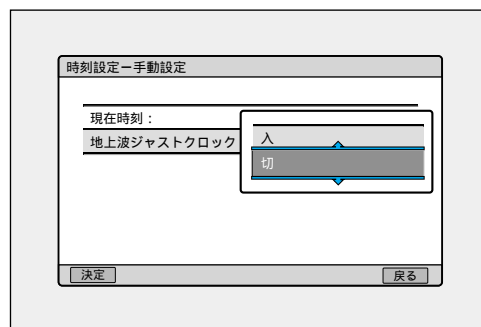 時刻設定ー手動設定
現在時刻：
地上波ジャストクロック
入
切
決定
戻る